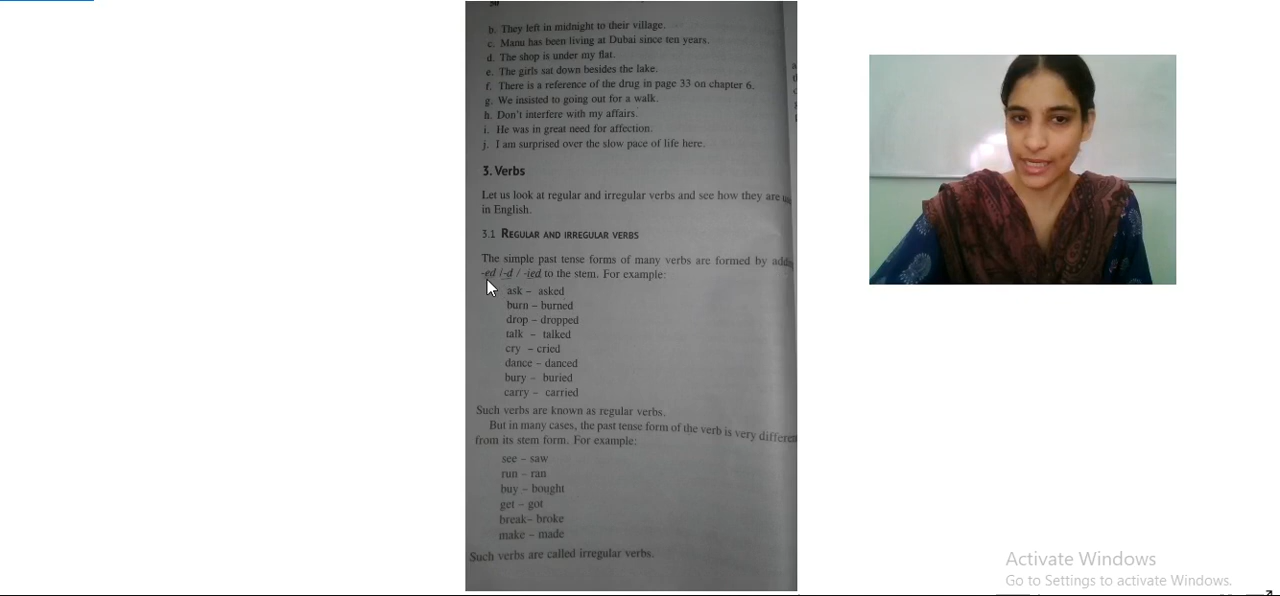 b. They left in midnight to their village.
c. Manu has been living at Dubai since ten years.
d. The shop is under my flat.
e. The girls sat down besides the lake.
f. There is a reference of the drug in page 33 on chapter 6.
g. We insisted to going out for a walk.
h. Don't interfere with my affairs.
i. He was in great need for affection.
j. I am surprised over the slow pace of life here.
3. Verbs
Let us look at regular and irregular verbs and see how they are
in English.
3.1 REGULAR AND IRREGULAR VERBS
The simple past tense forms of many verbs are formed by
-ed /-d / -ied to the stem. For example:
ask – asked
burn – burned
drop – dropped
talk – talked
cry – cried
dance – danced
bury – buried
carry – carried
Such verbs are known as regular verbs.
But in many cases, the past tense form of the verb is very
from its stem form. For example:
see – saw
run – ran
buy – bought
get – got
break– broke
make – made
Such verbs are called irregular verbs.
Activate Windows
Go to Settings to activate Windows.